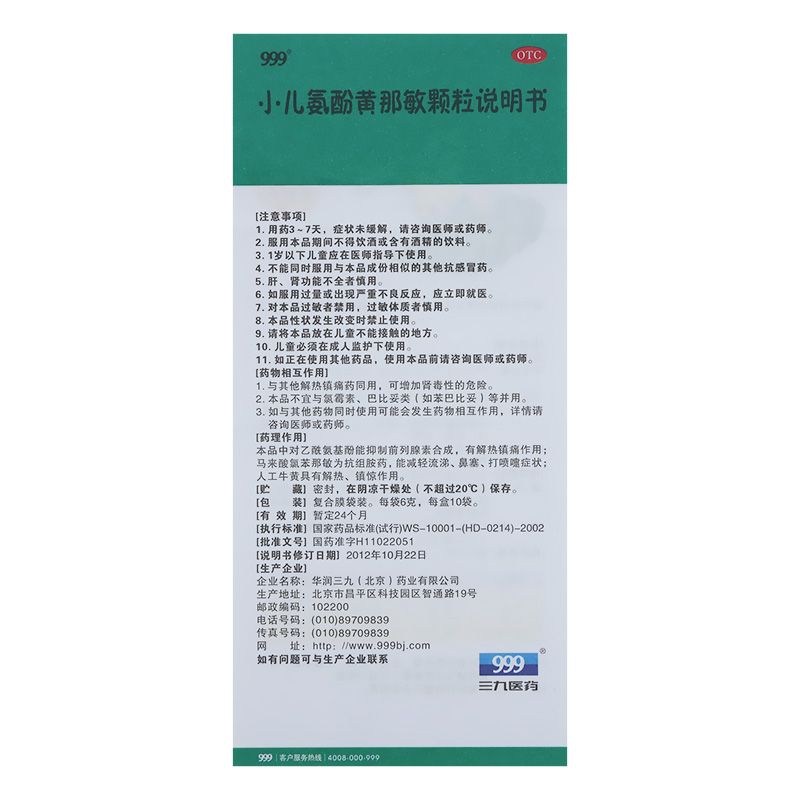 999®
OTC
小儿氨酚黄那敏颗粒说明书
[注意事项]
1. 用药3～7天，症状未缓解，请咨询医师或药师。
2. 服用本品期间不得饮酒或含有酒精的饮料。
3. 1岁以下儿童应在医师指导下使用。
4. 不能同时服用与本品成份相似的其他抗感冒药。
5. 肝、肾功能不全者慎用。
6. 如服用过量或出现严重不良反应，应立即就医。
7. 对本品过敏者禁用，过敏体质者慎用。
8. 本品性状发生改变时禁止使用。
9. 请将本品放在儿童不能接触的地方。
10. 儿童必须在成人监护下使用。
11. 如正在使用其他药品，使用本品前请咨询医师或药师。
[药物相互作用]
1. 与其他解热镇痛药同用，可增加肾毒性的危险。
2. 本品不宜与氯霉素、巴比妥类（如苯巴比妥）等并用。
3. 如与其他药物同时使用可能会发生药物相互作用，详情请
咨询医师或药师。
[药理作用]
本品中对乙酰氨基酚能抑制前列腺素合成，有解热镇痛作用；
马来酸氯苯那敏为抗组胺药，能减轻流涕、鼻塞、打喷嚏症状；
人工牛黄具有解热、镇惊作用。
[贮 藏] 密封，在阴凉干燥处（不超过20℃）保存。
[包 装] 复合膜袋装。每袋6克，每盒10袋。
[有 效 期] 暂定24个月
[执行标准] 国家药品标准(试行)WS-10001-(HD-0214)-2002
[批准文号] 国药准字H11022051
[说明书修订日期] 2012年10月22日
[生产企业]
企业名称：华润三九（北京）药业有限公司
生产地址：北京市昌平区科技园区智通路19号
邮政编码：102200
电话号码：(010)89709839
传真号码：(010)89709839
网 址：http://www.999bj.com
如有问题可与生产企业联系
999®
三九医药
999 | 客户服务热线 | 4008-000-999